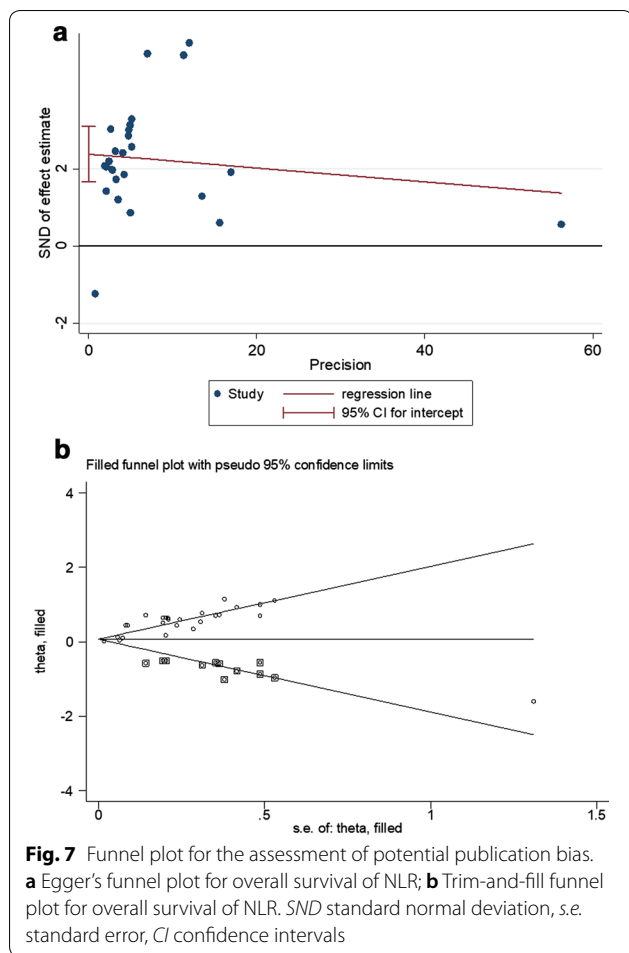 a
SND of effect estimate
2
0
-2
0 20 40 60
Precision
Study regression line
95% CI for intercept
b
Filled funnel plot with pseudo 95% confidence limits
theta, filled
4
2
0
-2
-4
0 .5 1 1.5
s.e. of: theta, filled
Fig. 7 Funnel plot for the assessment of potential publication bias.
a Egger's funnel plot for overall survival of NLR; b Trim-and-fill funnel
plot for overall survival of NLR. SND standard normal deviation, s.e.
standard error, CI confidence intervals